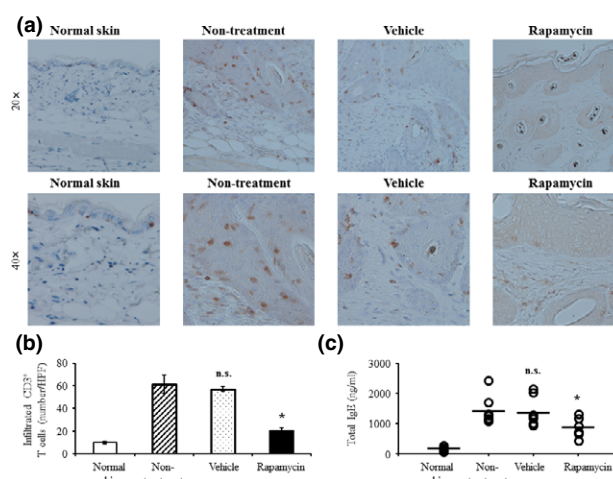 (a)
Normal skin Non-treatment Vehicle Rapamycin
20×
Normal skin Non-treatment Vehicle Rapamycin
40×
(b)
Infiltrated CD3⁺
T cells (number/HPF)
80
60
40
20
0
n.s.
*
Normal Non- Vehicle Rapamycin
(c)
Total IgE (ng/ml)
3000
2000
1000
0
n.s.
*
Normal Non- Vehicle Rapamycin